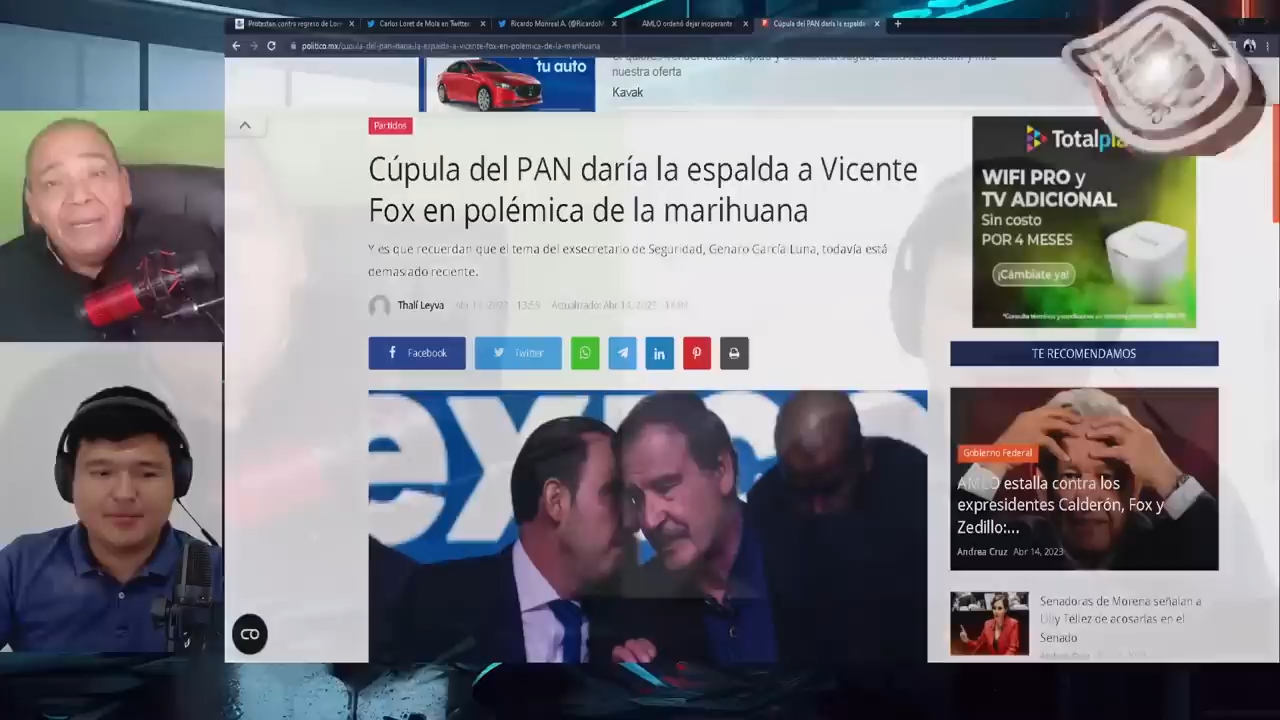 Protestan contra regreso de Lore
Carlos Loret de Mola en Twitter:
Ricardo Monreal A. (@RicardoM
AMLO ordenó dejar inoperante
Cúpula del PAN daría la espalda
politico.mx/cupula-del-pan-daria-la-espalda-a-vicente-fox-en-polemica-de-la-marihuana
tu auto
nuestra oferta
Kavak
Partidos
Cúpula del PAN daría la espalda a Vicente
Fox en polémica de la marihuana
Y es que recuerdan que el tema del exsecretario de Seguridad, Genaro García Luna, todavía está
demasiado reciente.
Thalí Leyva
Facebook
Twitter
Totalpla
WIFI PRO y
TV ADICIONAL
Sin costo
POR 4 MESES
¡Cámbiate ya!
TE RECOMENDAMOS
Gobierno Federal
AMLO estalla contra los
expresidentes Calderón, Fox y
Zedillo:...
Andrea Cruz Abr 14, 2023
Senadoras de Morena señalan a
Lilly Téllez de acosarlas en el
Senado